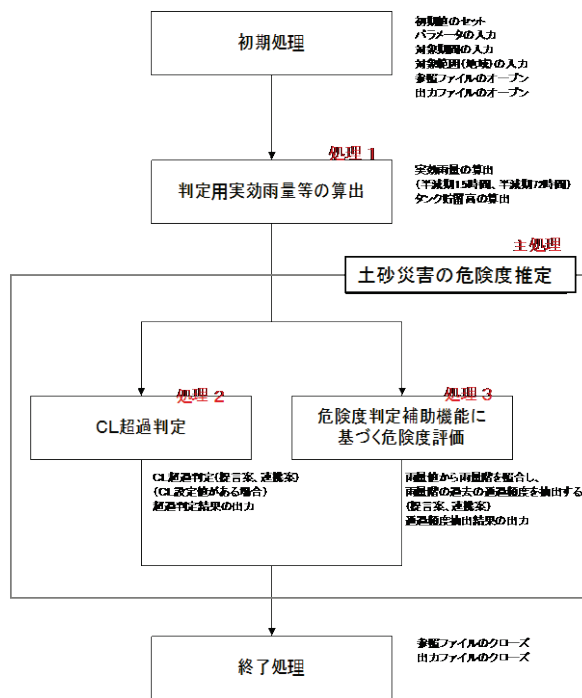 初期処理
初期値のセット
パラメータの入力
対象期間の入力
対象範囲(地域)の入力
参照ファイルのオープン
出力ファイルのオープン
処理1
判定用実効雨量等の算出
実効雨量の算出
(半減期1.5時間、半減期72時間)
タンク貯留高の算出
主処理
土砂災害の危険度推定
処理2
CL超過判定
CL超過判定(提言案、連携案)
(CL設定値がある場合)
超過判定結果の出力
処理3
危険度判定補助機能に
基づく危険度評価
雨量値から雨量階を照合し、
雨量階の過去の通過頻度を抽出する
(提言案、連携案)
通過頻度抽出結果の出力
終了処理
参照ファイルのクローズ
出力ファイルのクローズ